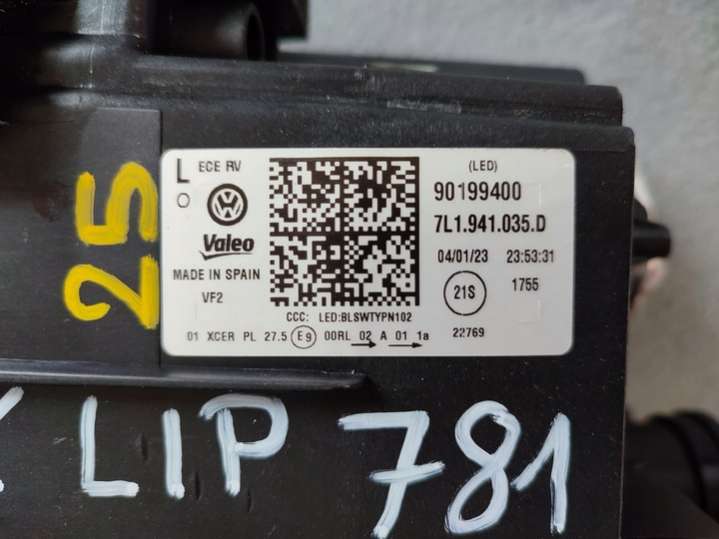 L ECE RV
O
VW
Valeo
MADE IN SPAIN
VF2
(LED)
90199400
7L1.941.035.D
04/01/23 23:53:31
21S 1755
CCC: LED:BLSWTYPN102
01 XCER PL 27.5 E9 00RL 02 A 01 1a 22769
25
LIP 781